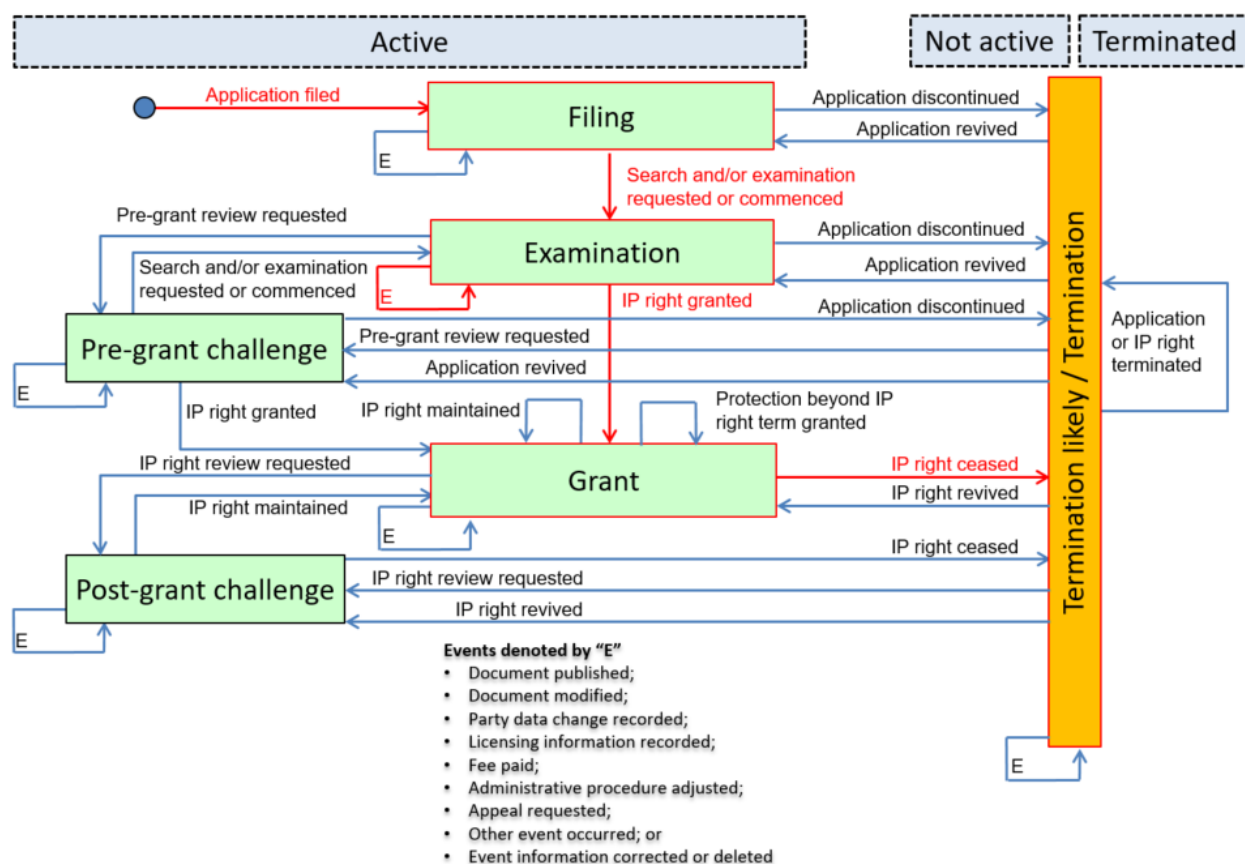 Active
Not active
Terminated
Application filed
Filing
Application discontinued
Application revived
E
Search and/or examination
requested or commenced
Pre-grant review requested
Examination
Application discontinued
Application revived
Search and/or examination
requested or commenced
E
IP right granted
Application discontinued
Pre-grant challenge
Pre-grant review requested
Application revived
E
Application
or IP right
terminated
IP right granted
IP right maintained
Protection beyond IP
right term granted
IP right review requested
Grant
IP right ceased
IP right revived
IP right maintained
E
IP right ceased
Post-grant challenge
IP right review requested
IP right revived
E
Termination likely / Termination
E
Events denoted by “E”
• Document published;
• Document modified;
• Party data change recorded;
• Licensing information recorded;
• Fee paid;
• Administrative procedure adjusted;
• Appeal requested;
• Other event occurred; or
• Event information corrected or deleted